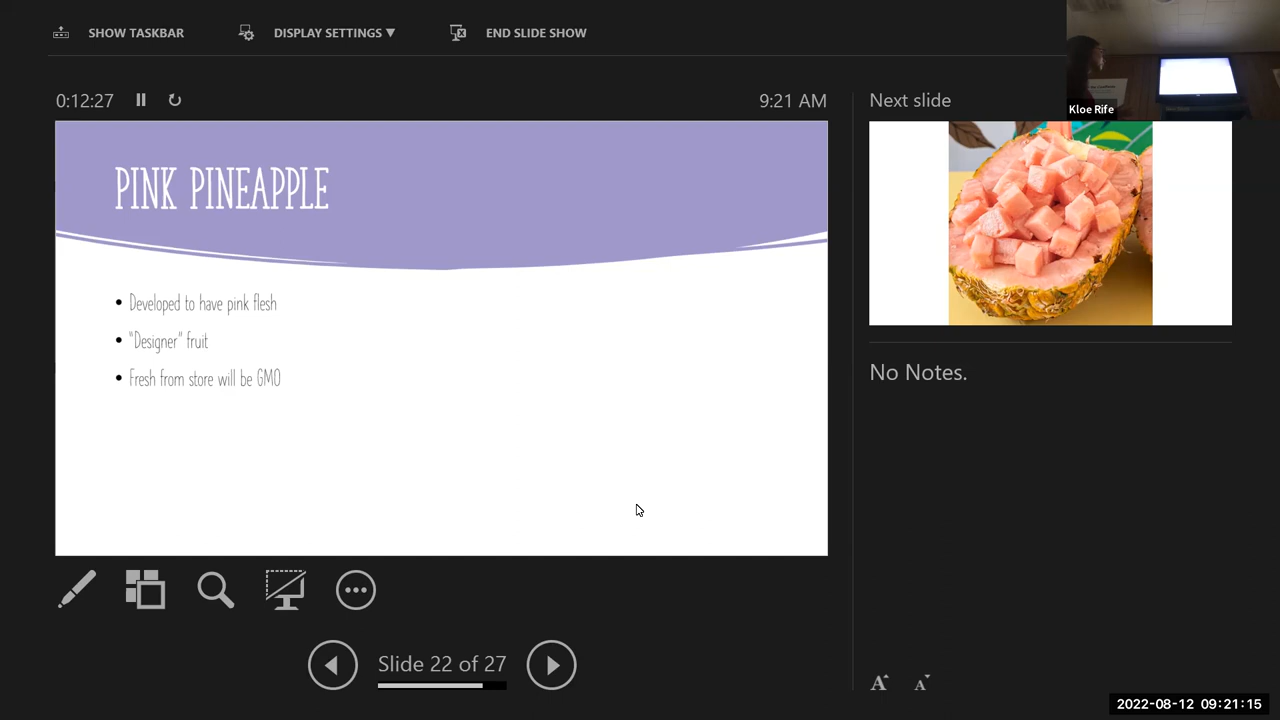 SHOW TASKBAR
DISPLAY SETTINGS ▼
END SLIDE SHOW
Kloe Rife
0:12:27
9:21 AM
Next slide
PINK PINEAPPLE
• Developed to have pink flesh
• "Designer" fruit
• Fresh from store will be GMO
No Notes.
Slide 22 of 27
A A
2022-08-12 09:21:15